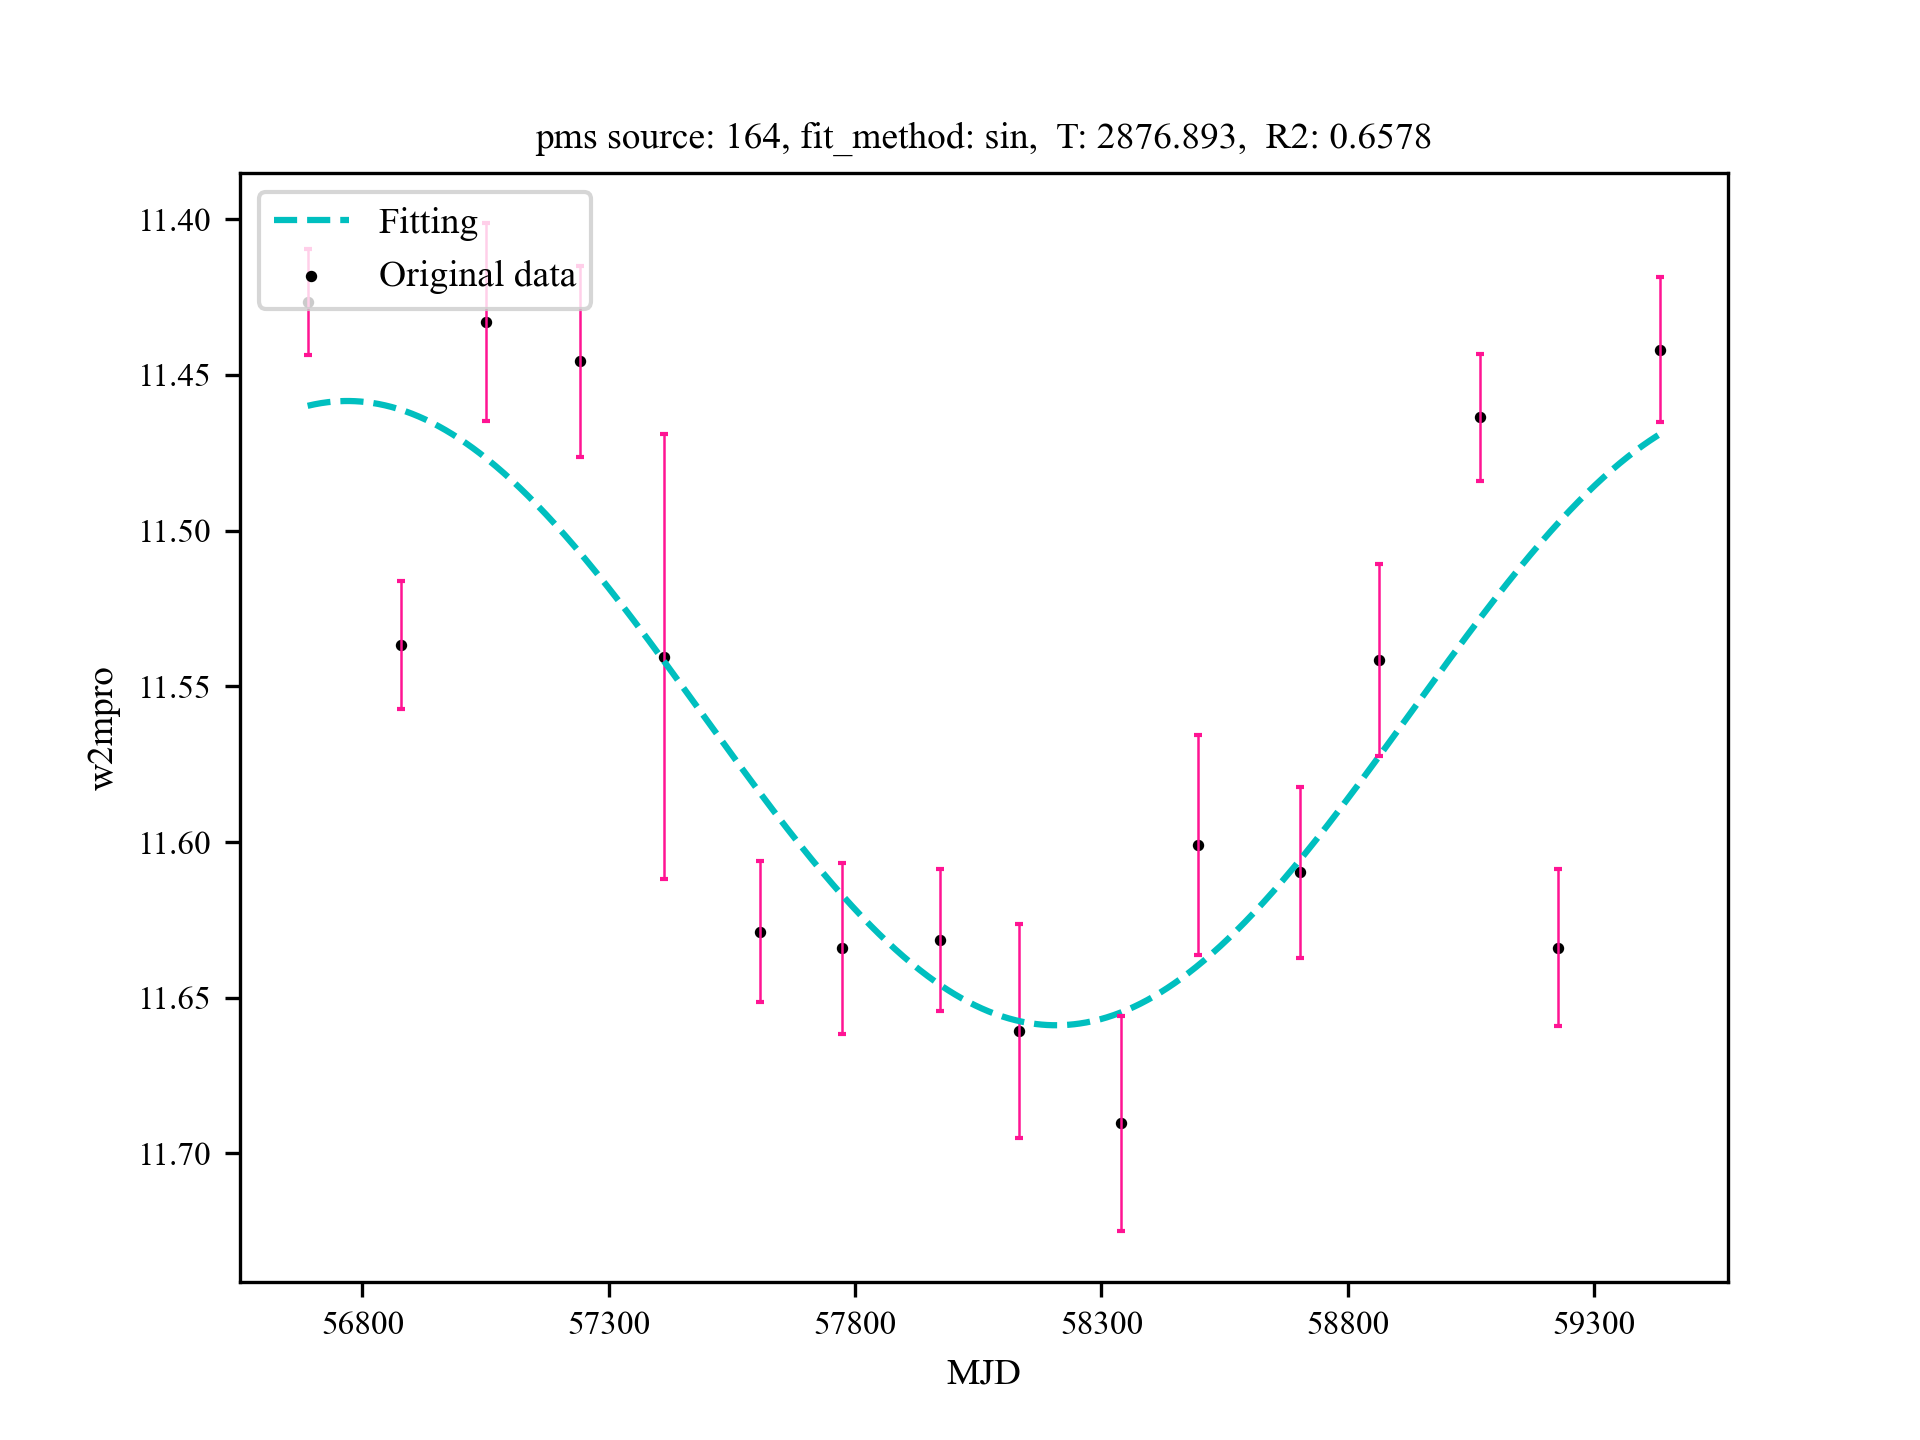 pms source: 164, fit_method: sin,  T: 2876.893,  R2: 0.6578
Fitting
Original data
11.40
11.45
11.50
11.55
11.60
11.65
11.70
w2mpro
56800 57300 57800 58300 58800 59300
MJD